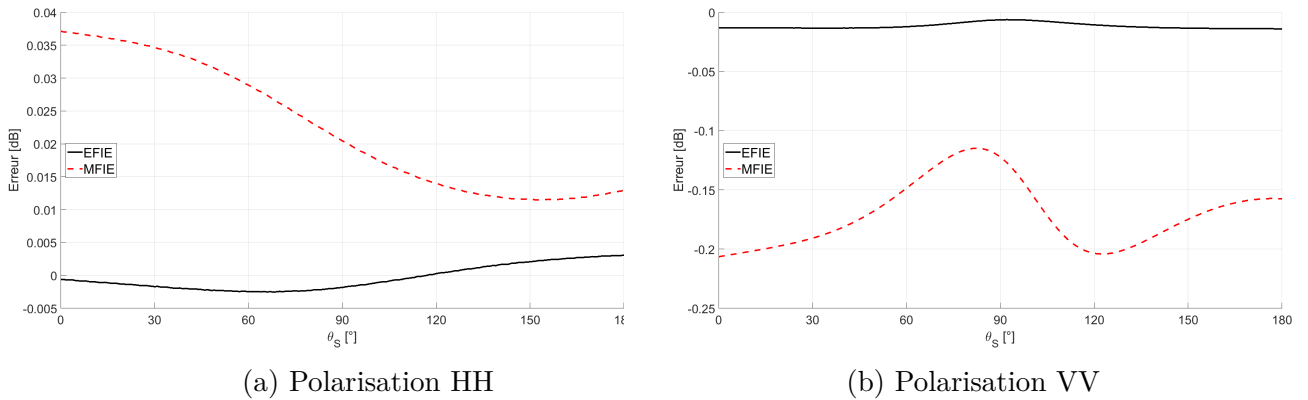 0.04
0.035
0.03
0.025
0.02
0.015
0.01
0.005
0
-0.005
Erreur [dB]
EFIE
MFIE
0 30 60 90 120 150 18
θS [°]
(a) Polarisation HH
0
-0.05
-0.1
-0.15
-0.2
-0.25
Erreur [dB]
EFIE
MFIE
0 30 60 90 120 150 180
θS [°]
(b) Polarisation VV